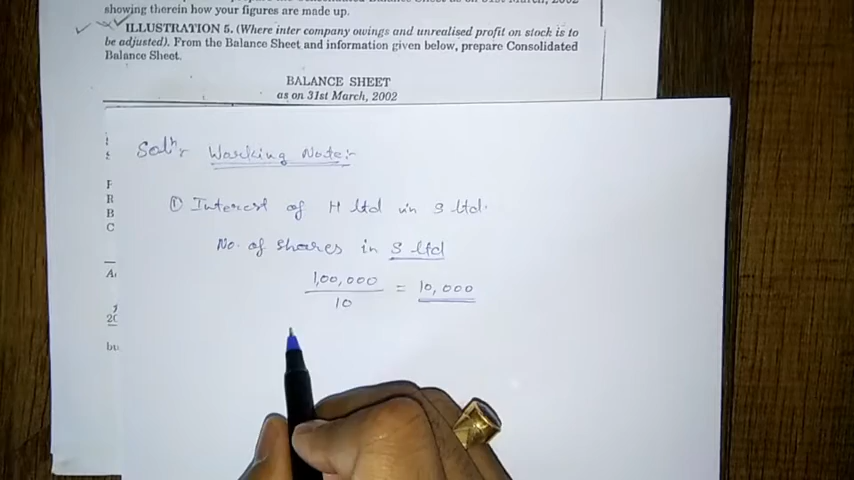 showing therein how your figures are made up.
ILLUSTRATION 5. (Where inter company owings and unrealised profit on stock is to
be adjusted). From the Balance Sheet and information given below, prepare Consolidated
Balance Sheet.
BALANCE SHEET
as on 31st March, 2002
Solⁿ: Working Note:-
① Interest of H ltd in S ltd.
No. of shares in S ltd
1,00,000
10
= 10,000
F
R
B
C
bu